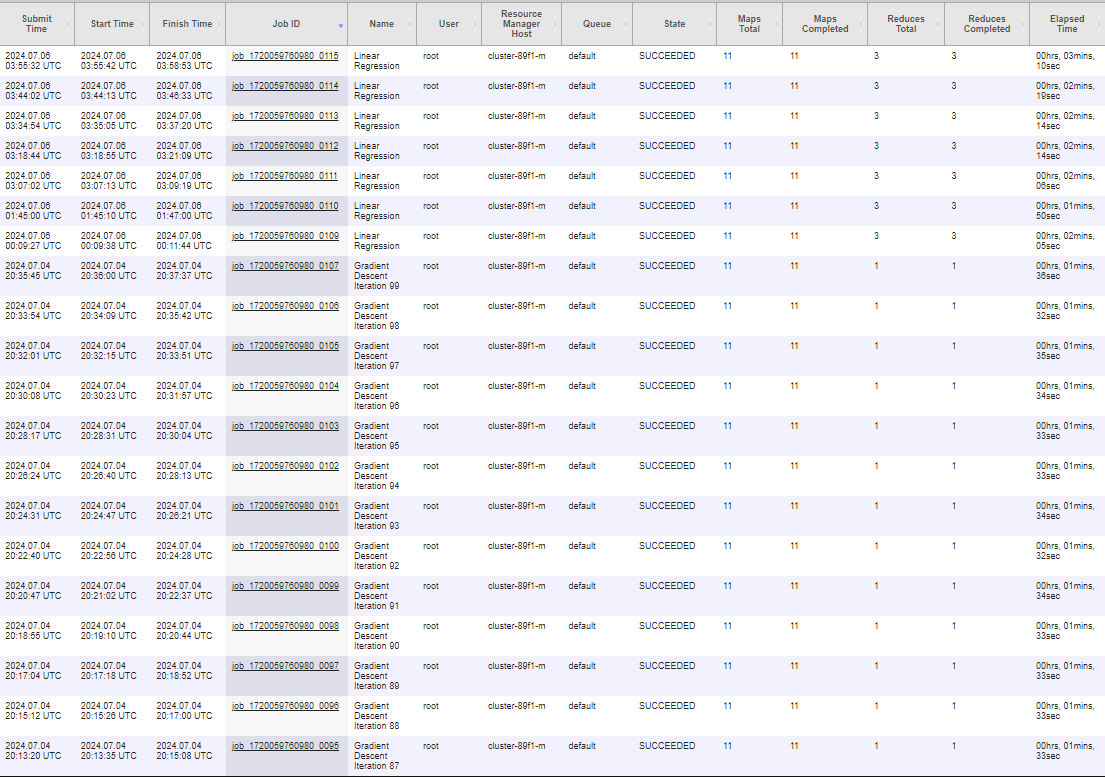 Submit Time Start Time Finish Time Job ID Name User Resource Manager Host Queue State Maps Total Maps Completed Reduces Total Reduces Completed Elapsed Time
2024.07.06 03:55:32 UTC 2024.07.06 03:55:42 UTC 2024.07.06 03:58:53 UTC job_1720059760980_0115 Linear Regression root cluster-89f1-m default SUCCEEDED 11 11 3 3 00hrs, 03mins, 10sec
2024.07.06 03:44:02 UTC 2024.07.06 03:44:13 UTC 2024.07.06 03:46:33 UTC job_1720059760980_0114 Linear Regression root cluster-89f1-m default SUCCEEDED 11 11 3 3 00hrs, 02mins, 19sec
2024.07.06 03:34:54 UTC 2024.07.06 03:35:05 UTC 2024.07.06 03:37:20 UTC job_1720059760980_0113 Linear Regression root cluster-89f1-m default SUCCEEDED 11 11 3 3 00hrs, 02mins, 14sec
2024.07.06 03:18:44 UTC 2024.07.06 03:18:55 UTC 2024.07.06 03:21:09 UTC job_1720059760980_0112 Linear Regression root cluster-89f1-m default SUCCEEDED 11 11 3 3 00hrs, 02mins, 14sec
2024.07.06 03:07:02 UTC 2024.07.06 03:07:13 UTC 2024.07.06 03:09:19 UTC job_1720059760980_0111 Linear Regression root cluster-89f1-m default SUCCEEDED 11 11 3 3 00hrs, 02mins, 06sec
2024.07.06 01:45:00 UTC 2024.07.06 01:45:10 UTC 2024.07.06 01:47:00 UTC job_1720059760980_0110 Linear Regression root cluster-89f1-m default SUCCEEDED 11 11 3 3 00hrs, 01mins, 50sec
2024.07.06 00:09:27 UTC 2024.07.06 00:09:38 UTC 2024.07.06 00:11:44 UTC job_1720059760980_0109 Linear Regression root cluster-89f1-m default SUCCEEDED 11 11 3 3 00hrs, 02mins, 05sec
2024.07.04 20:35:45 UTC 2024.07.04 20:36:00 UTC 2024.07.04 20:37:37 UTC job_1720059760980_0107 Gradient Descent Iteration 99 root cluster-89f1-m default SUCCEEDED 11 11 1 1 00hrs, 01mins, 36sec
2024.07.04 20:33:54 UTC 2024.07.04 20:34:09 UTC 2024.07.04 20:35:42 UTC job_1720059760980_0106 Gradient Descent Iteration 98 root cluster-89f1-m default SUCCEEDED 11 11 1 1 00hrs, 01mins, 32sec
2024.07.04 20:32:01 UTC 2024.07.04 20:32:15 UTC 2024.07.04 20:33:51 UTC job_1720059760980_0105 Gradient Descent Iteration 97 root cluster-89f1-m default SUCCEEDED 11 11 1 1 00hrs, 01mins, 35sec
2024.07.04 20:30:08 UTC 2024.07.04 20:30:23 UTC 2024.07.04 20:31:57 UTC job_1720059760980_0104 Gradient Descent Iteration 96 root cluster-89f1-m default SUCCEEDED 11 11 1 1 00hrs, 01mins, 34sec
2024.07.04 20:28:17 UTC 2024.07.04 20:28:31 UTC 2024.07.04 20:30:04 UTC job_1720059760980_0103 Gradient Descent Iteration 95 root cluster-89f1-m default SUCCEEDED 11 11 1 1 00hrs, 01mins, 33sec
2024.07.04 20:26:24 UTC 2024.07.04 20:26:40 UTC 2024.07.04 20:28:13 UTC job_1720059760980_0102 Gradient Descent Iteration 94 root cluster-89f1-m default SUCCEEDED 11 11 1 1 00hrs, 01mins, 33sec
2024.07.04 20:24:31 UTC 2024.07.04 20:24:47 UTC 2024.07.04 20:26:21 UTC job_1720059760980_0101 Gradient Descent Iteration 93 root cluster-89f1-m default SUCCEEDED 11 11 1 1 00hrs, 01mins, 34sec
2024.07.04 20:22:40 UTC 2024.07.04 20:22:56 UTC 2024.07.04 20:24:28 UTC job_1720059760980_0100 Gradient Descent Iteration 92 root cluster-89f1-m default SUCCEEDED 11 11 1 1 00hrs, 01mins, 32sec
2024.07.04 20:20:47 UTC 2024.07.04 20:21:02 UTC 2024.07.04 20:22:37 UTC job_1720059760980_0099 Gradient Descent Iteration 91 root cluster-89f1-m default SUCCEEDED 11 11 1 1 00hrs, 01mins, 34sec
2024.07.04 20:18:55 UTC 2024.07.04 20:19:10 UTC 2024.07.04 20:20:44 UTC job_1720059760980_0098 Gradient Descent Iteration 90 root cluster-89f1-m default SUCCEEDED 11 11 1 1 00hrs, 01mins, 33sec
2024.07.04 20:17:04 UTC 2024.07.04 20:17:18 UTC 2024.07.04 20:18:52 UTC job_1720059760980_0097 Gradient Descent Iteration 89 root cluster-89f1-m default SUCCEEDED 11 11 1 1 00hrs, 01mins, 33sec
2024.07.04 20:15:12 UTC 2024.07.04 20:15:26 UTC 2024.07.04 20:17:00 UTC job_1720059760980_0096 Gradient Descent Iteration 88 root cluster-89f1-m default SUCCEEDED 11 11 1 1 00hrs, 01mins, 33sec
2024.07.04 20:13:20 UTC 2024.07.04 20:13:35 UTC 2024.07.04 20:15:08 UTC job_1720059760980_0095 Gradient Descent Iteration 87 root cluster-89f1-m default SUCCEEDED 11 11 1 1 00hrs, 01mins, 33sec